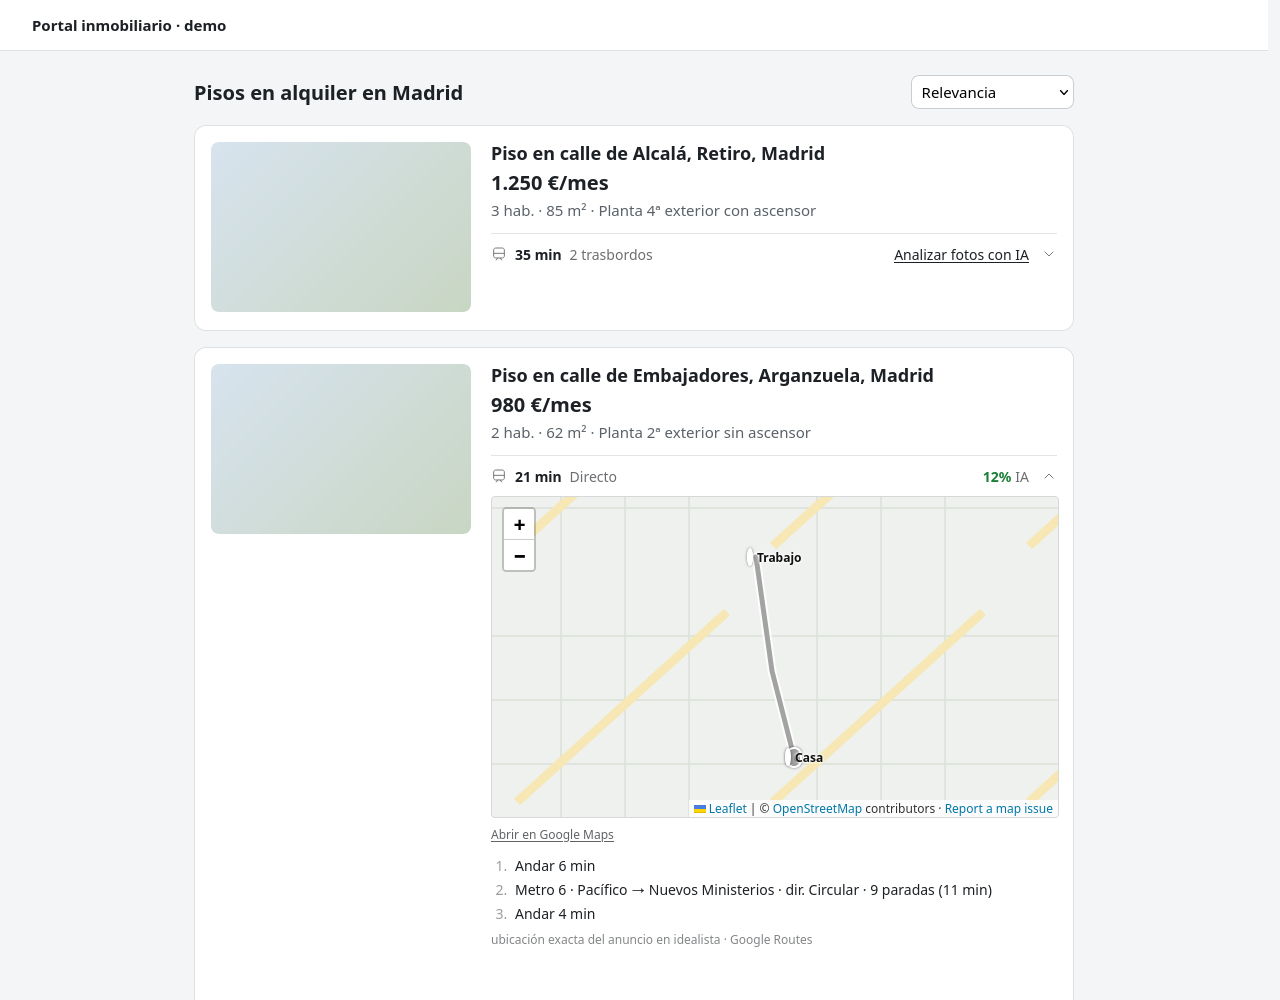 Portal inmobiliario · demo
Pisos en alquiler en Madrid
Relevancia
Piso en calle de Alcalá, Retiro, Madrid
1.250 €/mes
3 hab. · 85 m² · Planta 4ª exterior con ascensor
35 min 2 trasbordos
Analizar fotos con IA
Piso en calle de Embajadores, Arganzuela, Madrid
980 €/mes
2 hab. · 62 m² · Planta 2ª exterior sin ascensor
21 min Directo
12% IA
+
−
Trabajo
Casa
Leaflet | © OpenStreetMap contributors · Report a map issue
Abrir en Google Maps
1. Andar 6 min
2. Metro 6 · Pacífico → Nuevos Ministerios · dir. Circular · 9 paradas (11 min)
3. Andar 4 min
ubicación exacta del anuncio en idealista · Google Routes